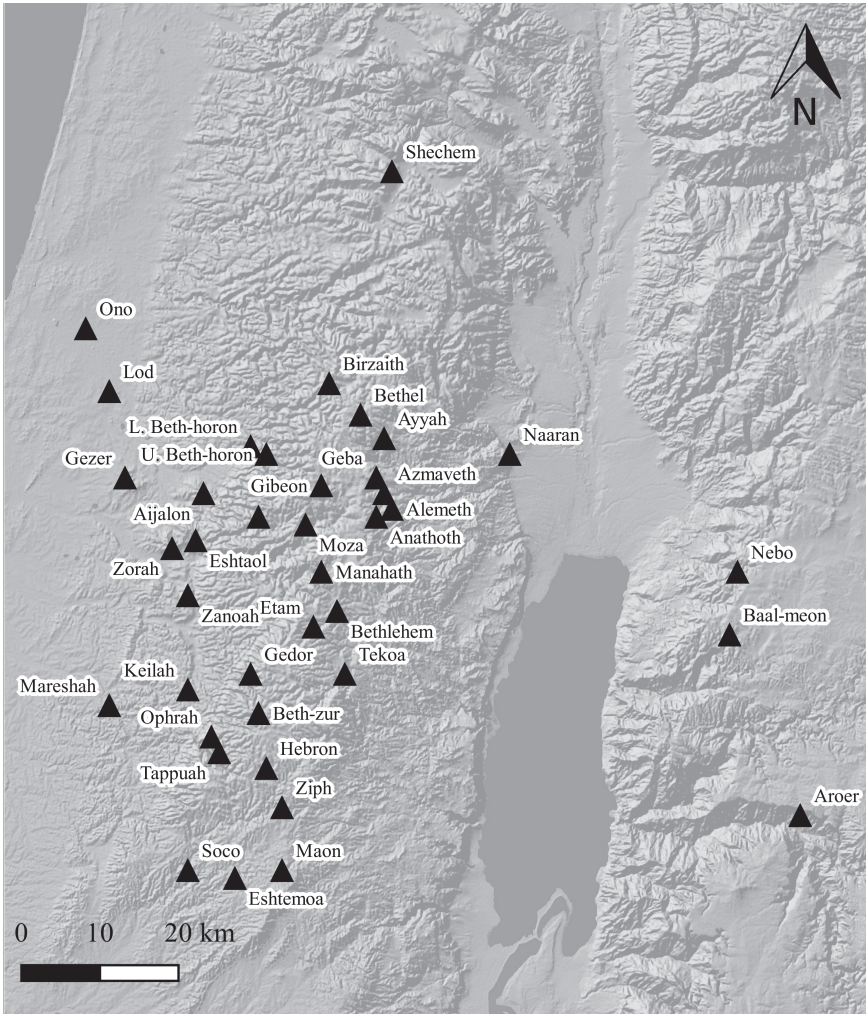 N
Shechem
Ono
Birzaith
Lod
Bethel
Ayyah
L. Beth-horon
Naaran
U. Beth-horon
Gezer
Geba
Azmaveth
Gibeon
Alemeth
Aijalon
Anathoth
Moza
Eshtaol
Zorah
Nebo
Manahath
Etam
Zanoah
Baal-meon
Bethlehem
Gedor
Tekoa
Keilah
Mareshah
Ophrah
Beth-zur
Hebron
Tappuah
Ziph
Aroer
Soco
Maon
Eshtemoa
0 10 20 km